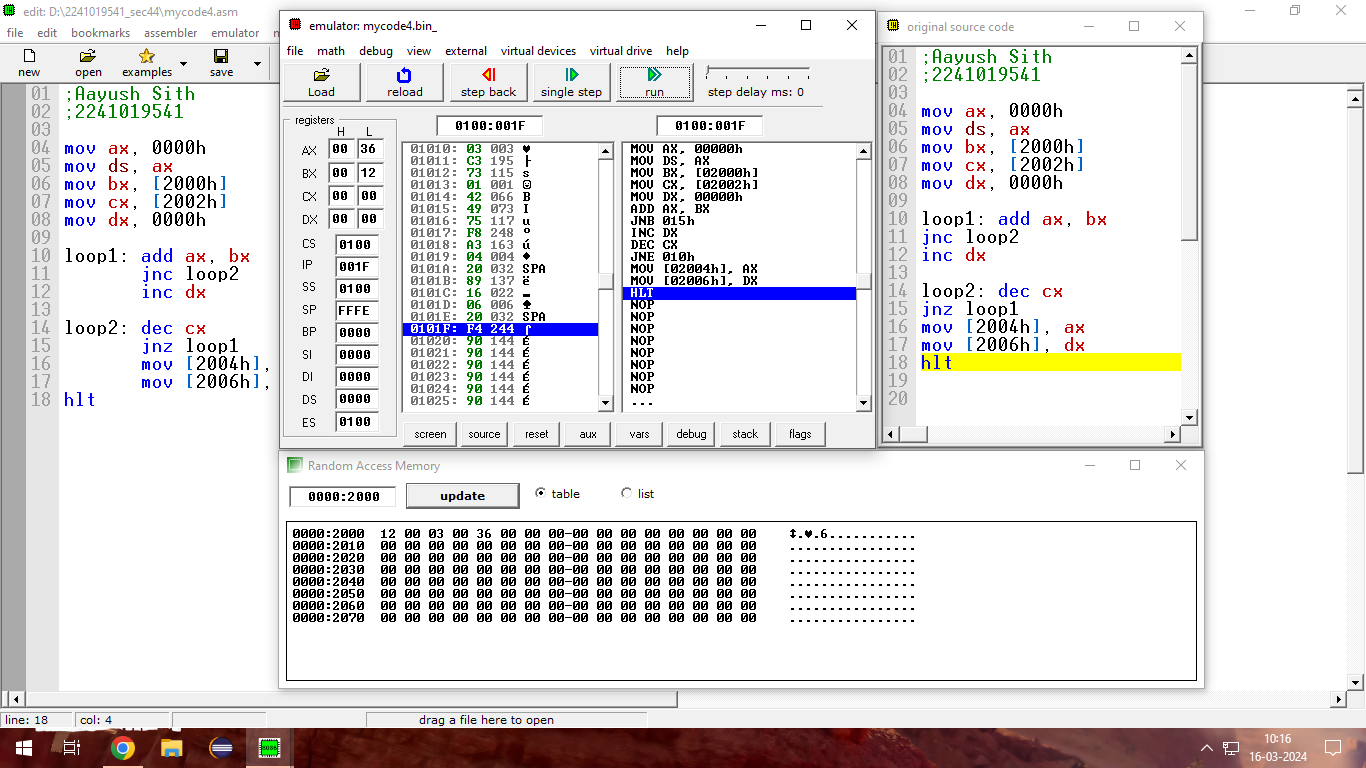 edit: D:\2241019541_sec44\mycode4.asm
file edit bookmarks assembler emulator
new open examples save
01 ;Aayush Sith
02 ;2241019541
03
04 mov ax, 0000h
05 mov ds, ax
06 mov bx, [2000h]
07 mov cx, [2002h]
08 mov dx, 0000h
09
10 loop1: add ax, bx
11 jnc loop2
12 inc dx
13
14 loop2: dec cx
15 jnz loop1
16 mov [2004h],
17 mov [2006h],
18 hlt
emulator: mycode4.bin_
file math debug view external virtual devices virtual drive help
Load reload step back single step run step delay ms: 0
registers
H L
AX 00 36
BX 00 12
CX 00 00
DX 00 00
CS 0100
IP 001F
SS 0100
SP FFFE
BP 0000
SI 0000
DI 0000
DS 0000
ES 0100
0100:001F
01010: 03 003 ♥
01011: C3 195 ├
01012: 73 115 s
01013: 01 001 ☺
01014: 42 066 B
01015: 49 073 I
01016: 75 117 u
01017: F8 248 °
01018: A3 163 ú
01019: 04 004 ♦
0101A: 20 032 SPA
0101B: 89 137 ë
0101C: 16 022 ▬
0101D: 06 006 ♠
0101E: 20 032 SPA
0101F: F4 244 ⌠
01020: 90 144 É
01021: 90 144 É
01022: 90 144 É
01023: 90 144 É
01024: 90 144 É
01025: 90 144 É
0100:001F
MOV AX, 00000h
MOV DS, AX
MOV BX, [02000h]
MOV CX, [02002h]
MOV DX, 00000h
ADD AX, BX
JNB 015h
INC DX
DEC CX
JNE 010h
MOV [02004h], AX
MOV [02006h], DX
HLT
NOP
NOP
NOP
NOP
NOP
NOP
NOP
NOP
...
screen source reset aux vars debug stack flags
original source code
01 ;Aayush Sith
02 ;2241019541
03
04 mov ax, 0000h
05 mov ds, ax
06 mov bx, [2000h]
07 mov cx, [2002h]
08 mov dx, 0000h
09
10 loop1: add ax, bx
11 jnc loop2
12 inc dx
13
14 loop2: dec cx
15 jnz loop1
16 mov [2004h], ax
17 mov [2006h], dx
18 hlt
19
20
Random Access Memory
0000:2000 update table list
0000:2000 12 00 03 00 36 00 00 00-00 00 00 00 00 00 00 00 ↕.♥.6...........
0000:2010 00 00 00 00 00 00 00 00-00 00 00 00 00 00 00 00 ................
0000:2020 00 00 00 00 00 00 00 00-00 00 00 00 00 00 00 00 ................
0000:2030 00 00 00 00 00 00 00 00-00 00 00 00 00 00 00 00 ................
0000:2040 00 00 00 00 00 00 00 00-00 00 00 00 00 00 00 00 ................
0000:2050 00 00 00 00 00 00 00 00-00 00 00 00 00 00 00 00 ................
0000:2060 00 00 00 00 00 00 00 00-00 00 00 00 00 00 00 00 ................
0000:2070 00 00 00 00 00 00 00 00-00 00 00 00 00 00 00 00 ................
line: 18 col: 4 drag a file here to open
8086
10:16
16-03-2024